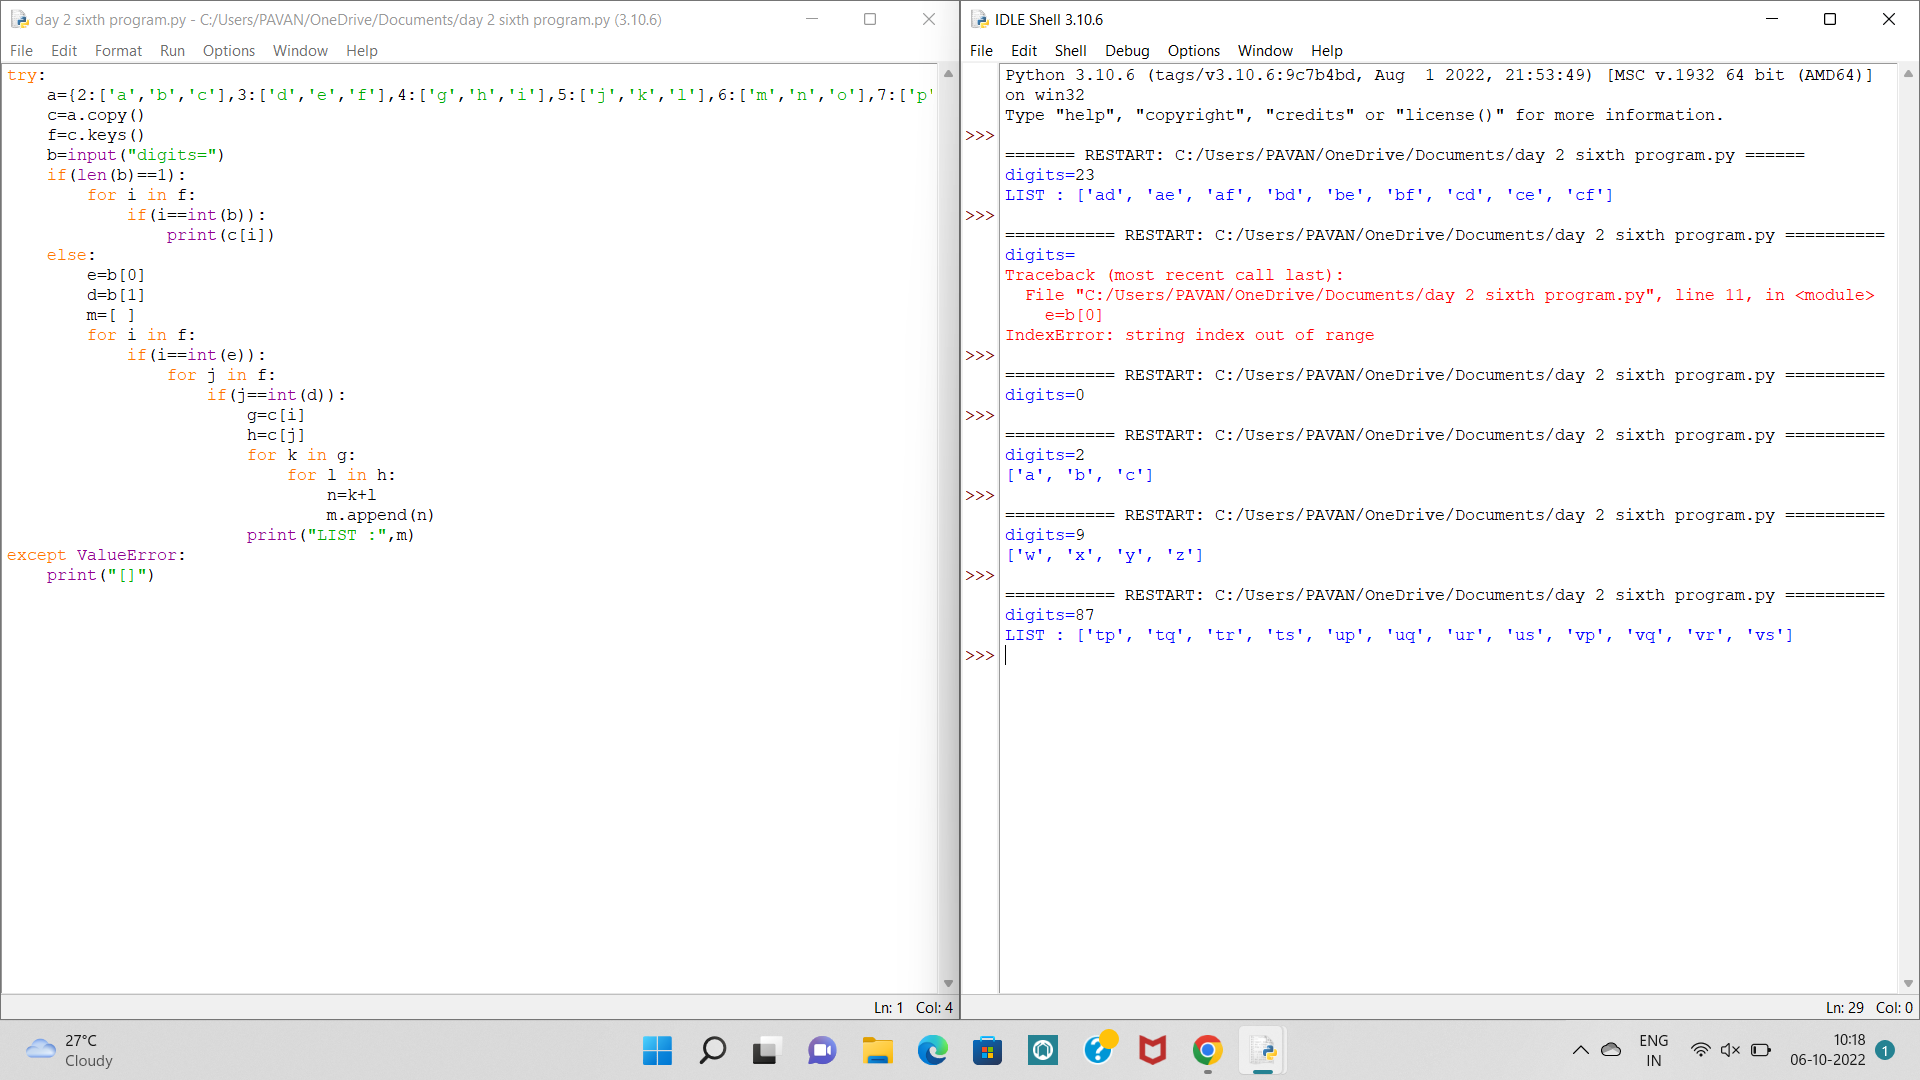 day 2 sixth program.py - C:/Users/PAVAN/OneDrive/Documents/day 2 sixth program.py (3.10.6)
File Edit Format Run Options Window Help
try:
    a={2:['a','b','c'],3:['d','e','f'],4:['g','h','i'],5:['j','k','l'],6:['m','n','o'],7:['p'
    c=a.copy()
    f=c.keys()
    b=input("digits=")
    if(len(b)==1):
        for i in f:
            if(i==int(b)):
                print(c[i])
    else:
        e=b[0]
        d=b[1]
        m=[ ]
        for i in f:
            if(i==int(e)):
                for j in f:
                    if(j==int(d)):
                        g=c[i]
                        h=c[j]
                        for k in g:
                            for l in h:
                                n=k+l
                                m.append(n)
                        print("LIST :",m)
except ValueError:
    print("[]")
Ln: 1 Col: 4
IDLE Shell 3.10.6
File Edit Shell Debug Options Window Help
Python 3.10.6 (tags/v3.10.6:9c7b4bd, Aug  1 2022, 21:53:49) [MSC v.1932 64 bit (AMD64)]
on win32
Type "help", "copyright", "credits" or "license()" for more information.
>>>
======= RESTART: C:/Users/PAVAN/OneDrive/Documents/day 2 sixth program.py ======
digits=23
LIST : ['ad', 'ae', 'af', 'bd', 'be', 'bf', 'cd', 'ce', 'cf']
>>>
=========== RESTART: C:/Users/PAVAN/OneDrive/Documents/day 2 sixth program.py ==========
digits=
Traceback (most recent call last):
  File "C:/Users/PAVAN/OneDrive/Documents/day 2 sixth program.py", line 11, in <module>
    e=b[0]
IndexError: string index out of range
>>>
=========== RESTART: C:/Users/PAVAN/OneDrive/Documents/day 2 sixth program.py ==========
digits=0
>>>
=========== RESTART: C:/Users/PAVAN/OneDrive/Documents/day 2 sixth program.py ==========
digits=2
['a', 'b', 'c']
>>>
=========== RESTART: C:/Users/PAVAN/OneDrive/Documents/day 2 sixth program.py ==========
digits=9
['w', 'x', 'y', 'z']
>>>
=========== RESTART: C:/Users/PAVAN/OneDrive/Documents/day 2 sixth program.py ==========
digits=87
LIST : ['tp', 'tq', 'tr', 'ts', 'up', 'uq', 'ur', 'us', 'vp', 'vq', 'vr', 'vs']
>>>
Ln: 29 Col: 0
27°C
Cloudy
ENG
IN
10:18
06-10-2022
1